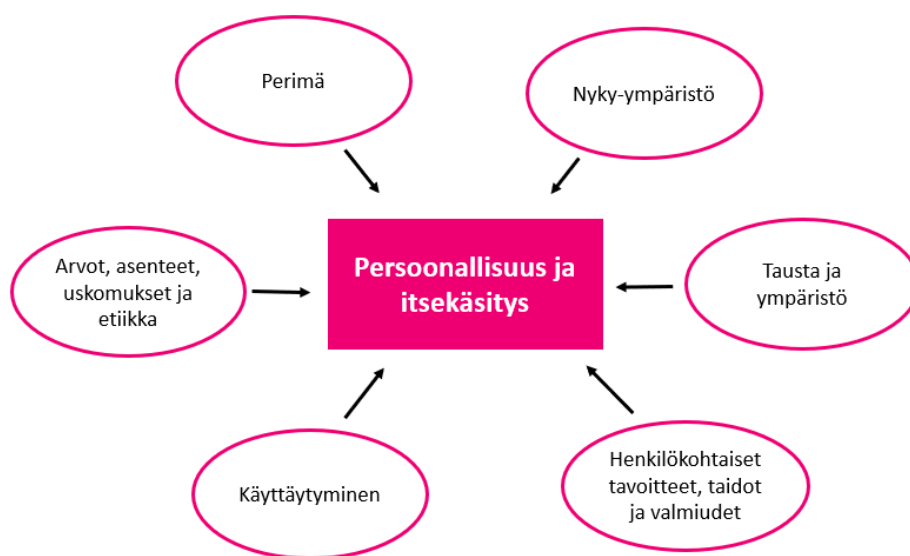 Perimä
Nyky-ympäristö
Arvot, asenteet,
uskomukset ja
etiikka
Persoonallisuus ja
itsekäsitys
Tausta ja
ympäristö
Käyttäytyminen
Henkilökohtaiset
tavoitteet, taidot
ja valmiudet